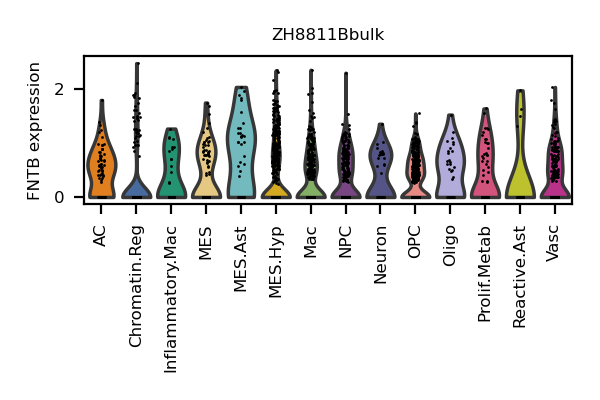 ZH8811Bbulk
FNTB expression
2
0
AC
Chromatin.Reg
Inflammatory.Mac
MES
MES.Ast
MES.Hyp
Mac
NPC
Neuron
OPC
Oligo
Prolif.Metab
Reactive.Ast
Vasc